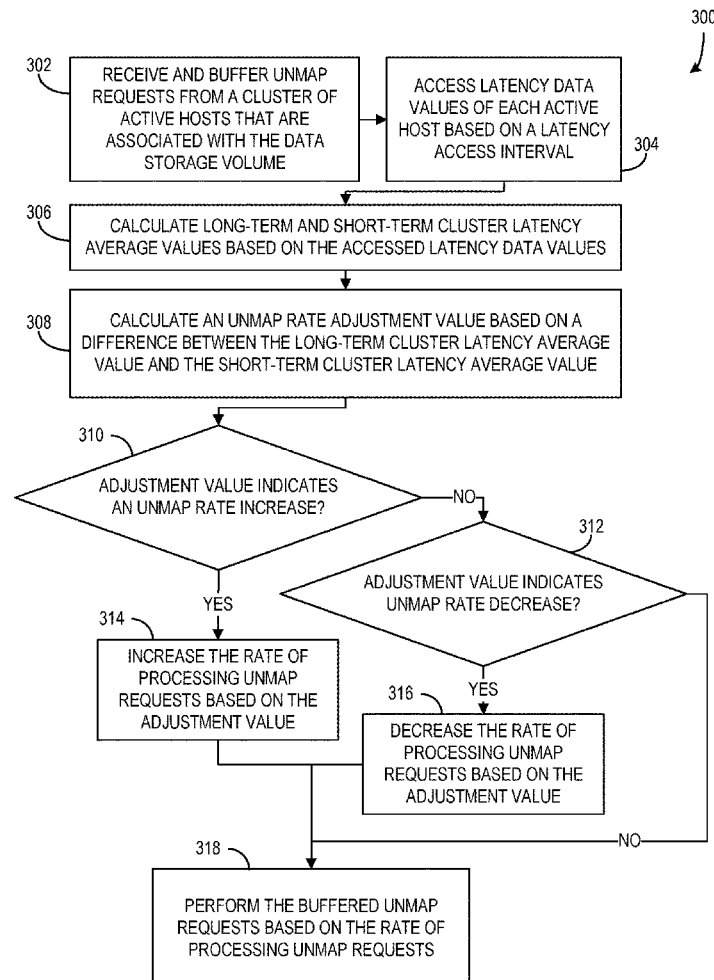 300
302
RECEIVE AND BUFFER UNMAP
REQUESTS FROM A CLUSTER OF
ACTIVE HOSTS THAT ARE
ASSOCIATED WITH THE DATA
STORAGE VOLUME
ACCESS LATENCY DATA
VALUES OF EACH ACTIVE
HOST BASED ON A LATENCY
ACCESS INTERVAL
304
306
CALCULATE LONG-TERM AND SHORT-TERM CLUSTER LATENCY
AVERAGE VALUES BASED ON THE ACCESSED LATENCY DATA VALUES
308
CALCULATE AN UNMAP RATE ADJUSTMENT VALUE BASED ON A
DIFFERENCE BETWEEN THE LONG-TERM CLUSTER LATENCY AVERAGE
VALUE AND THE SHORT-TERM CLUSTER LATENCY AVERAGE VALUE
310
ADJUSTMENT VALUE INDICATES
AN UNMAP RATE INCREASE?
NO
312
ADJUSTMENT VALUE INDICATES
UNMAP RATE DECREASE?
YES
314
INCREASE THE RATE OF
PROCESSING UNMAP
REQUESTS BASED ON THE
ADJUSTMENT VALUE
YES
316
DECREASE THE RATE OF
PROCESSING UNMAP
REQUESTS BASED ON THE
ADJUSTMENT VALUE
NO
318
PERFORM THE BUFFERED UNMAP
REQUESTS BASED ON THE RATE OF
PROCESSING UNMAP REQUESTS